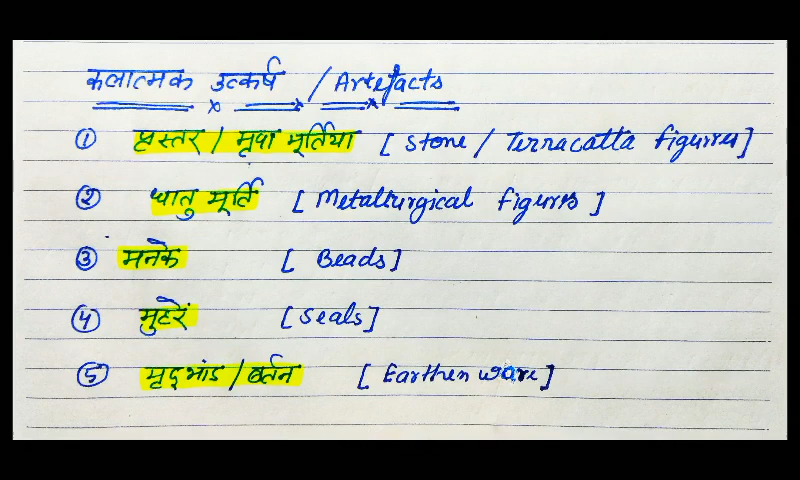 कलात्मक उत्कर्ष / Artefacts
① प्रस्तर / मृणा मूर्तिया [ Stone / Terracatta figures ]
② धातु मूर्ति [ Metallurgical figures ]
③ मनके [ Beads ]
④ मुहरें [ Seals ]
⑤ मृद्भांड / बर्तन [ Earthen ware ]